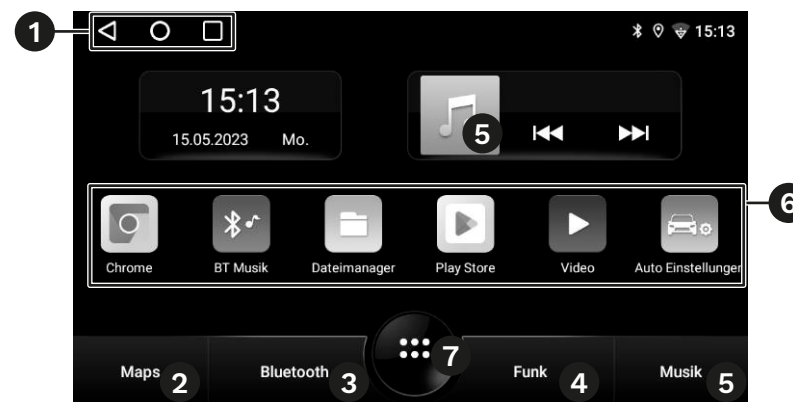 1
15:13
15:13
15.05.2023 Mo.
5
6
Chrome BT Musik Dateimanager Play Store Video Auto Einstellunger
7
Maps 2 Bluetooth 3 Funk 4 Musik 5